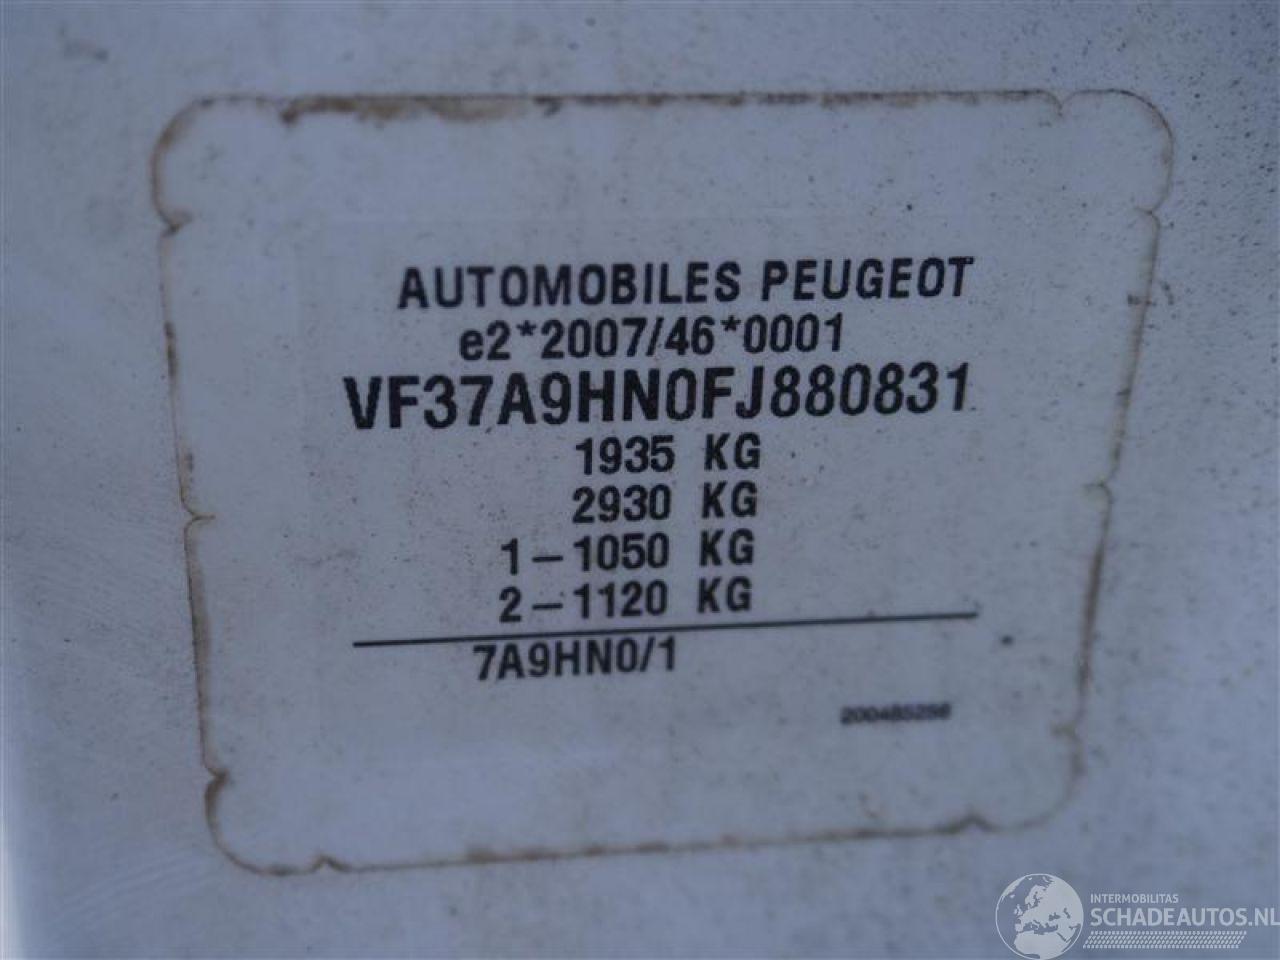 AUTOMOBILES PEUGEOT
e2*2007/46*0001
VF37A9HN0FJ880831
1935 KG
2930 KG
1–1050 KG
2–1120 KG
7A9HN0/1
200485256
INTERMOBILITAS
SCHADEAUTOS.NL